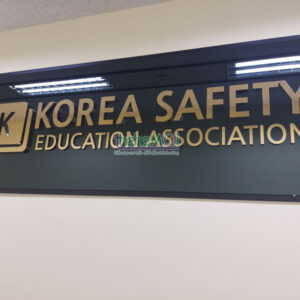 K
KOREA SAFETY
EDUCATION ASSOCIATION